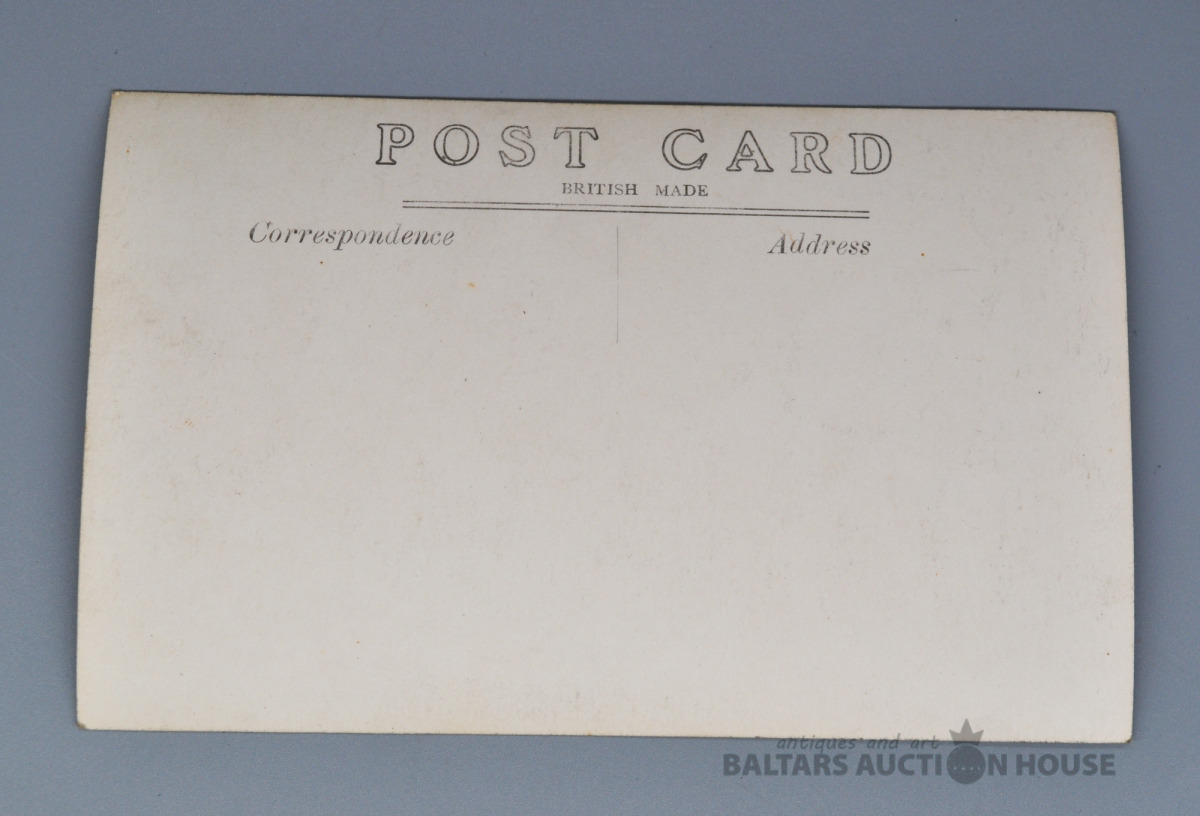 POST CARD
BRITISH MADE
Correspondence
Address
antiques and art
BALTARS AUCTION HOUSE